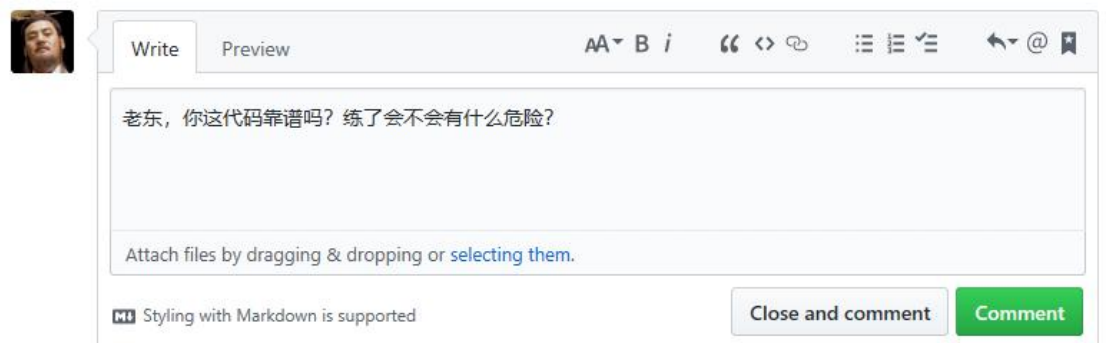 Write Preview AA B i
老东，你这代码靠谱吗？练了会不会有什么危险？
Attach files by dragging & dropping or selecting them.
Styling with Markdown is supported Close and comment Comment